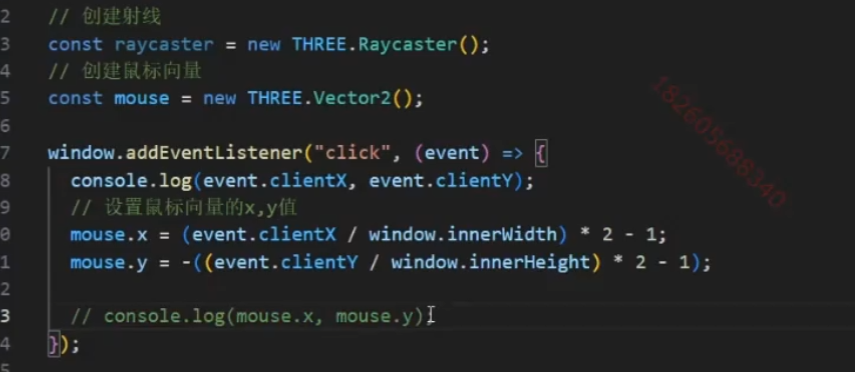 2 // 创建射线
3 const raycaster = new THREE.Raycaster();
4 // 创建鼠标向量
5 const mouse = new THREE.Vector2();
6
7 window.addEventListener("click", (event) => {
8 console.log(event.clientX, event.clientY);
9 // 设置鼠标向量的x,y值
0 mouse.x = (event.clientX / window.innerWidth) * 2 - 1;
1 mouse.y = -((event.clientY / window.innerHeight) * 2 - 1);
2
3 // console.log(mouse.x, mouse.y);
4 });
5
182605688340